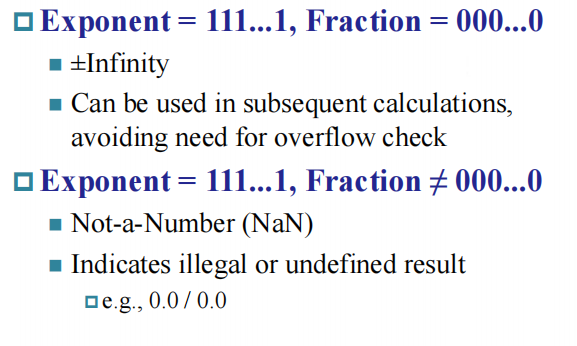 Exponent = 111...1, Fraction = 000...0
±Infinity
Can be used in subsequent calculations,
avoiding need for overflow check
Exponent = 111...1, Fraction ≠ 000...0
Not-a-Number (NaN)
Indicates illegal or undefined result
e.g., 0.0 / 0.0